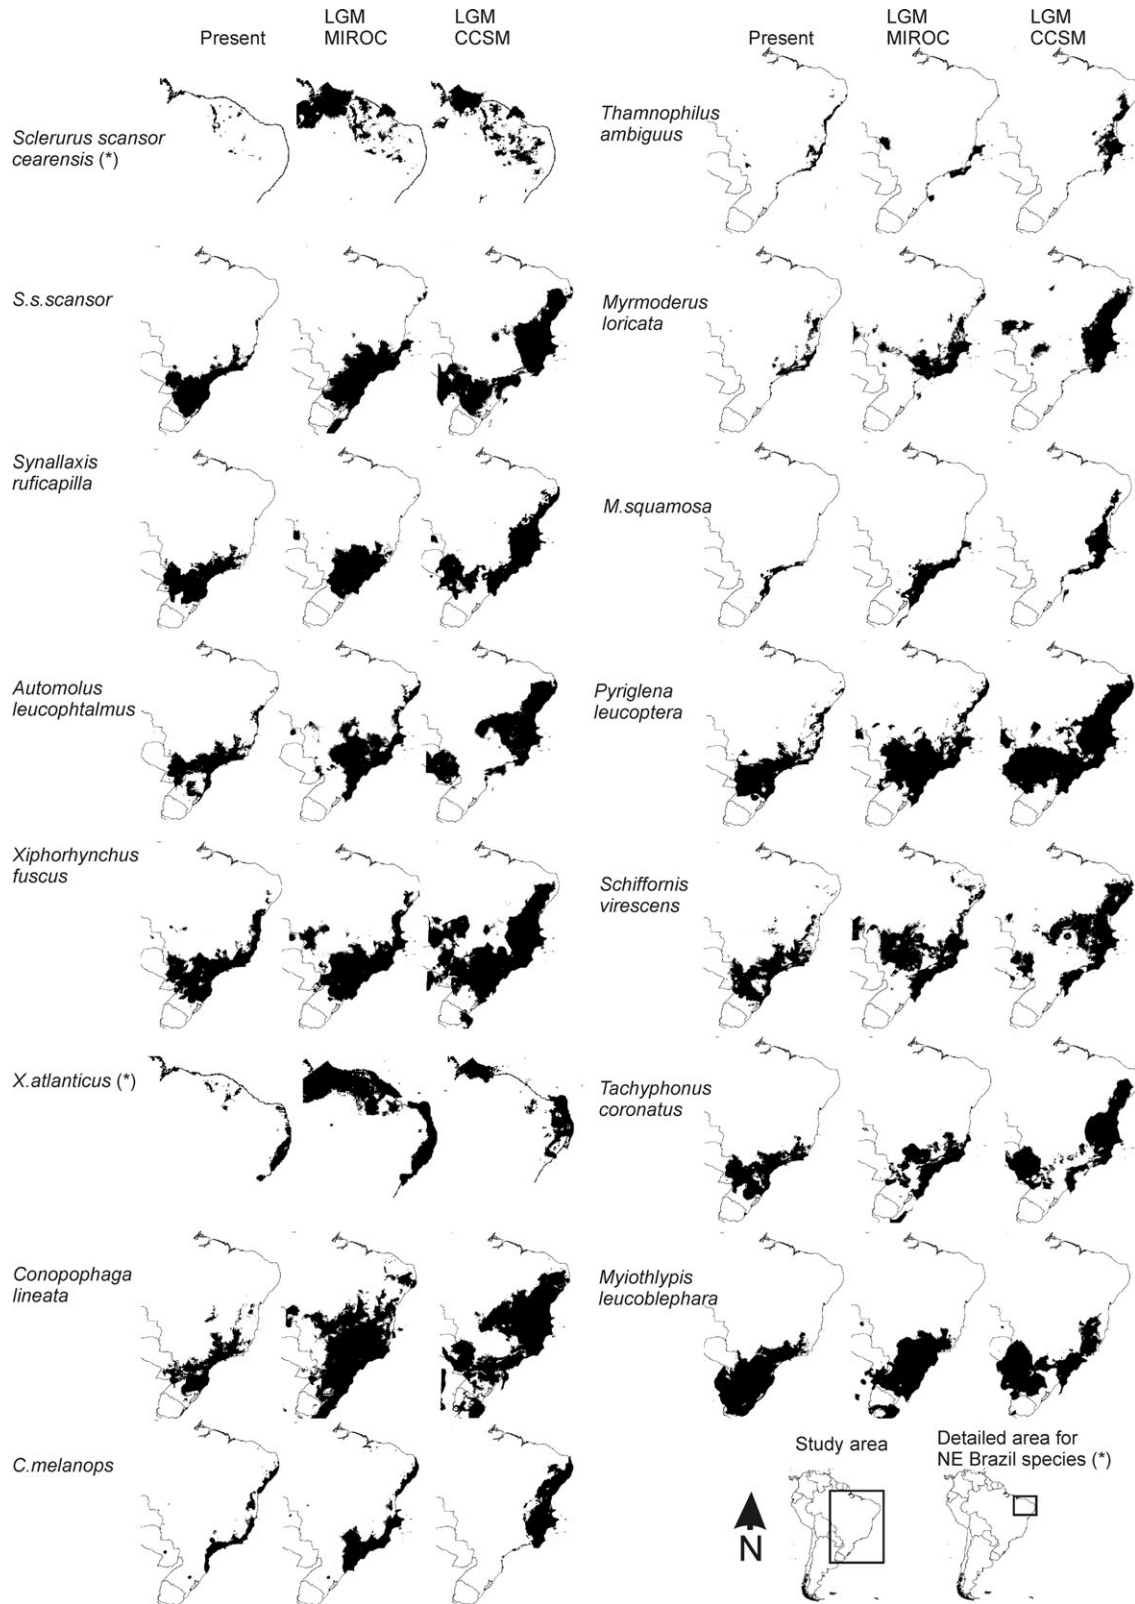 Present
LGM
MIROC
LGM
CCSM
Sclerurus scansor
cearensis (*)
S.s.scansor
Synallaxis
ruficapilla
Automolus
leucophtalmus
Xiphorhynchus
fuscus
X.atlanticus (*)
Conopophaga
lineata
C.melanops
Present
LGM
MIROC
LGM
CCSM
Thamnophilus
ambiguus
Myrmoderus
loricata
M.squamosa
Pyriglena
leucoptera
Schiffornis
virescens
Tachyphonus
coronatus
Myiothlypis
leucoblephara
Study area
Detailed area for
NE Brazil species (*)
N